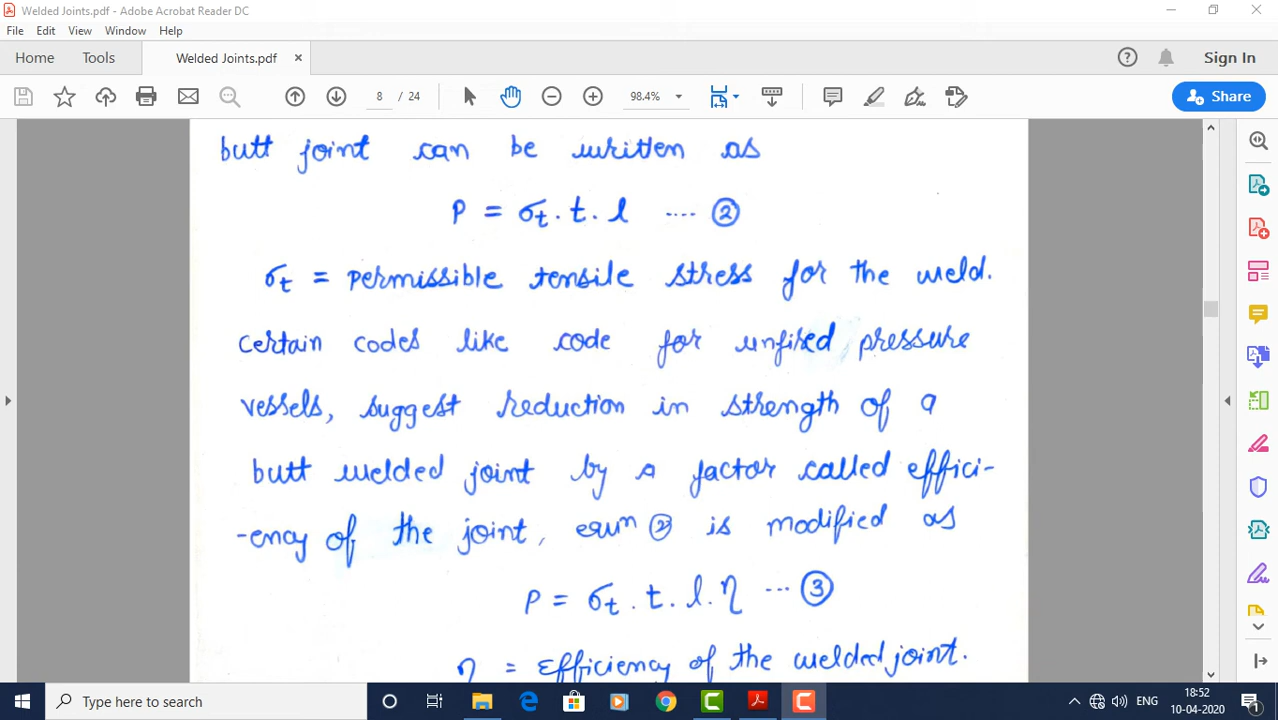 Welded Joints.pdf - Adobe Acrobat Reader DC
File Edit View Window Help
Home Tools Welded Joints.pdf × Sign In
8 / 24 98.4% Share
butt joint can be written as
P = σt . t . l .... ②
σt = permissible tensile stress for the weld.
certain codes like code for unfired pressure
vessels, suggest reduction in strength of a
butt welded joint by a factor called effici-
-ency of the joint, equn ② is modified as
P = σt . t . l . η ... ③
η = efficiency of the welded joint.
Type here to search
ENG
18:52
10-04-2020
1